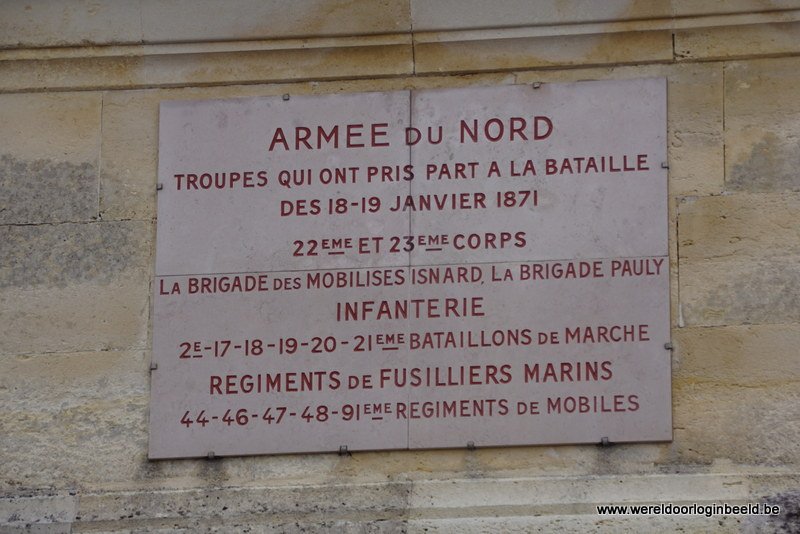 ARMEE DU NORD
TROUPES QUI ONT PRIS PART A LA BATAILLE
DES 18-19 JANVIER 1871
22EME ET 23EME CORPS
LA BRIGADE DES MOBILISES ISNARD, LA BRIGADE PAULY
INFANTERIE
2E-17-18-19-20-21EME BATAILLONS DE MARCHE
REGIMENTS DE FUSILLIERS MARINS
44-46-47-48-91EME REGIMENTS DE MOBILES
www.wereldoorloginbeeld.be